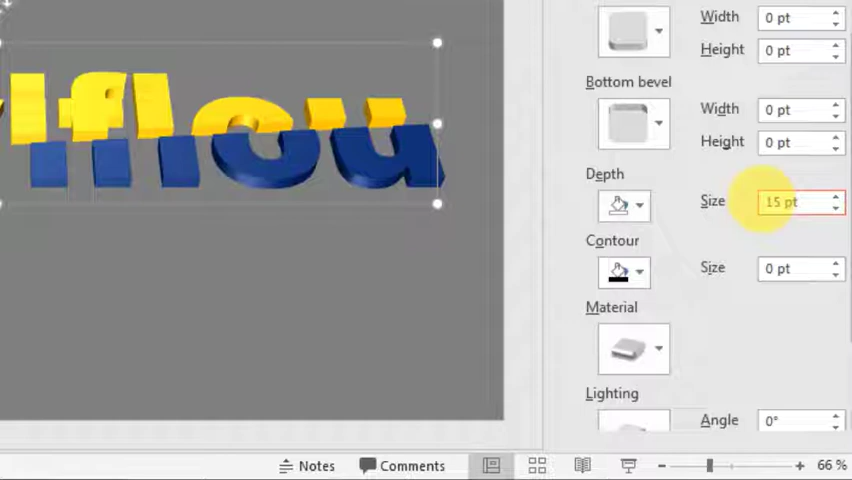 Width 0 pt
Height 0 pt
Bottom bevel
Width 0 pt
Height 0 pt
Depth
Size 15 pt
Contour
Size 0 pt
Material
Lighting
Angle 0°
Notes Comments 66 %